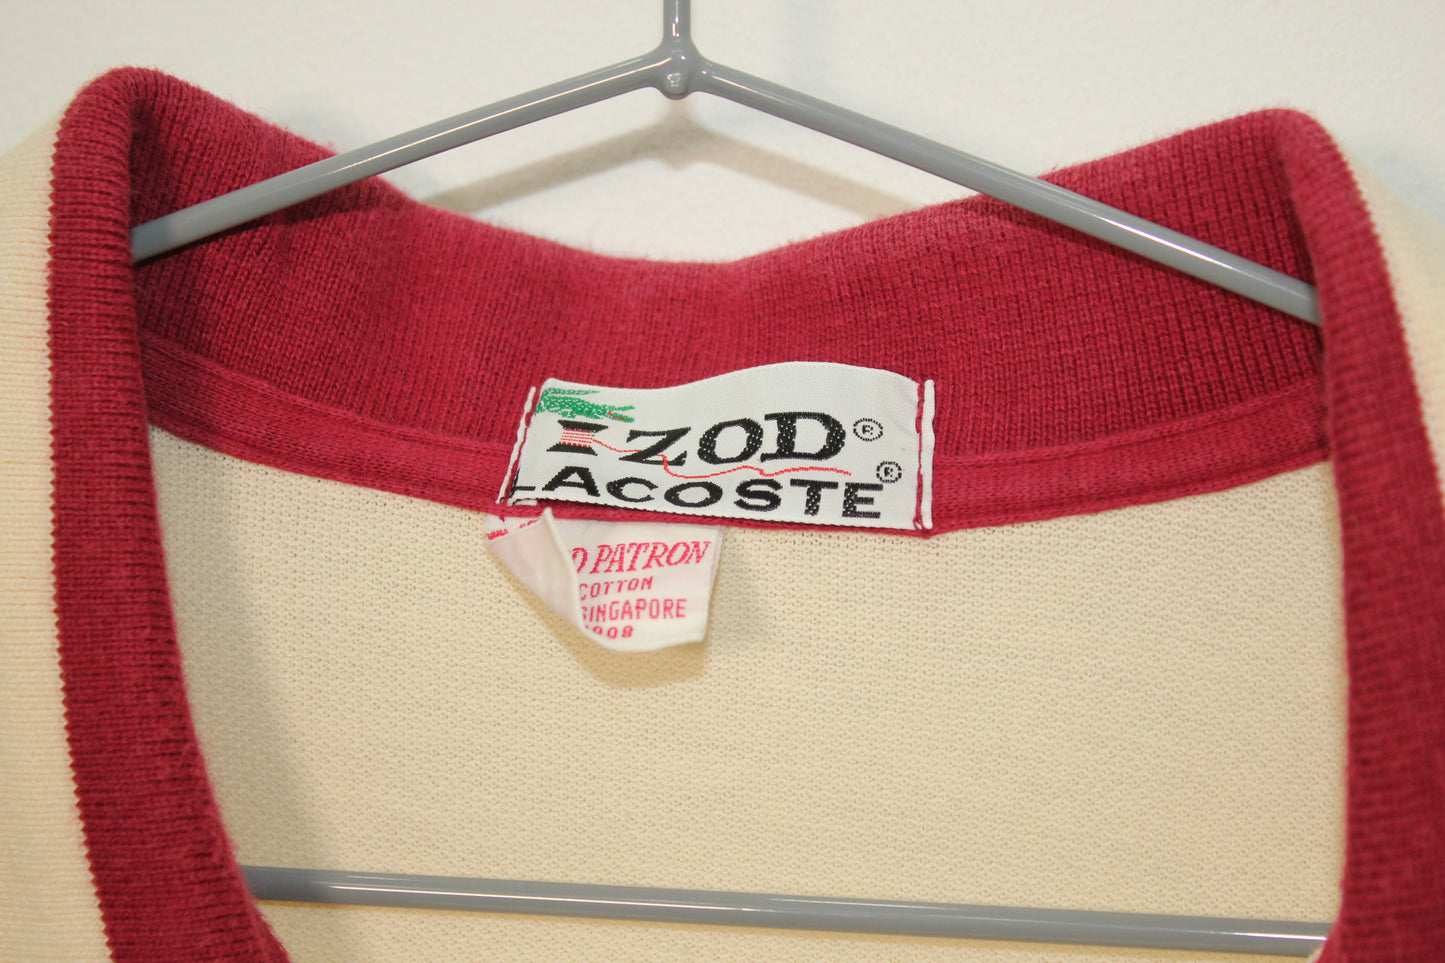 IZOD ®
LACOSTE ®
PATRON
COTTON
SINGAPORE